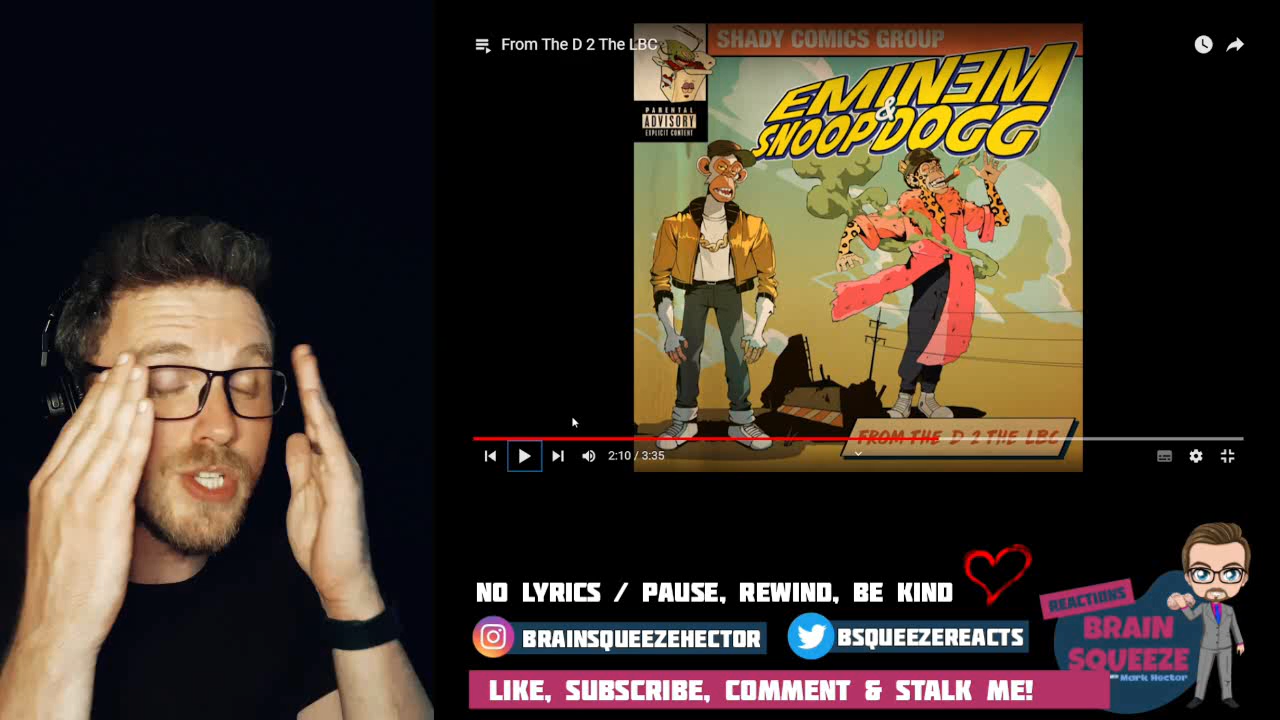 From The D 2 The LBC
SHADY COMICS GROUP
PARENTAL
ADVISORY
EXPLICIT CONTENT
EMINEM
&
SNOOP DOGG
FROM THE D 2 THE LBC
2:10 / 3:35
NO LYRICS / PAUSE, REWIND, BE KIND
BRAINSQUEEZEHECTOR
BSQUEEZEREACTS
REACTIONS
BRAIN
SQUEEZE
Mark Hector
LIKE, SUBSCRIBE, COMMENT & STALK ME!